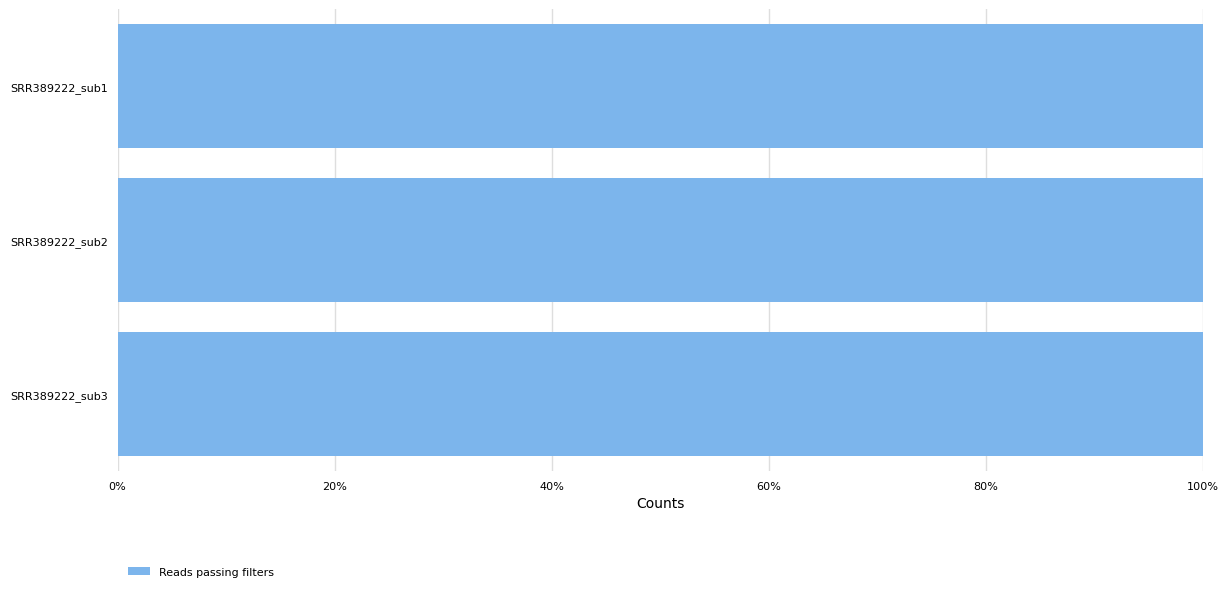 SRR389222_sub1
SRR389222_sub2
SRR389222_sub3
0% 20% 40% 60% 80% 100%
Counts
Reads passing filters